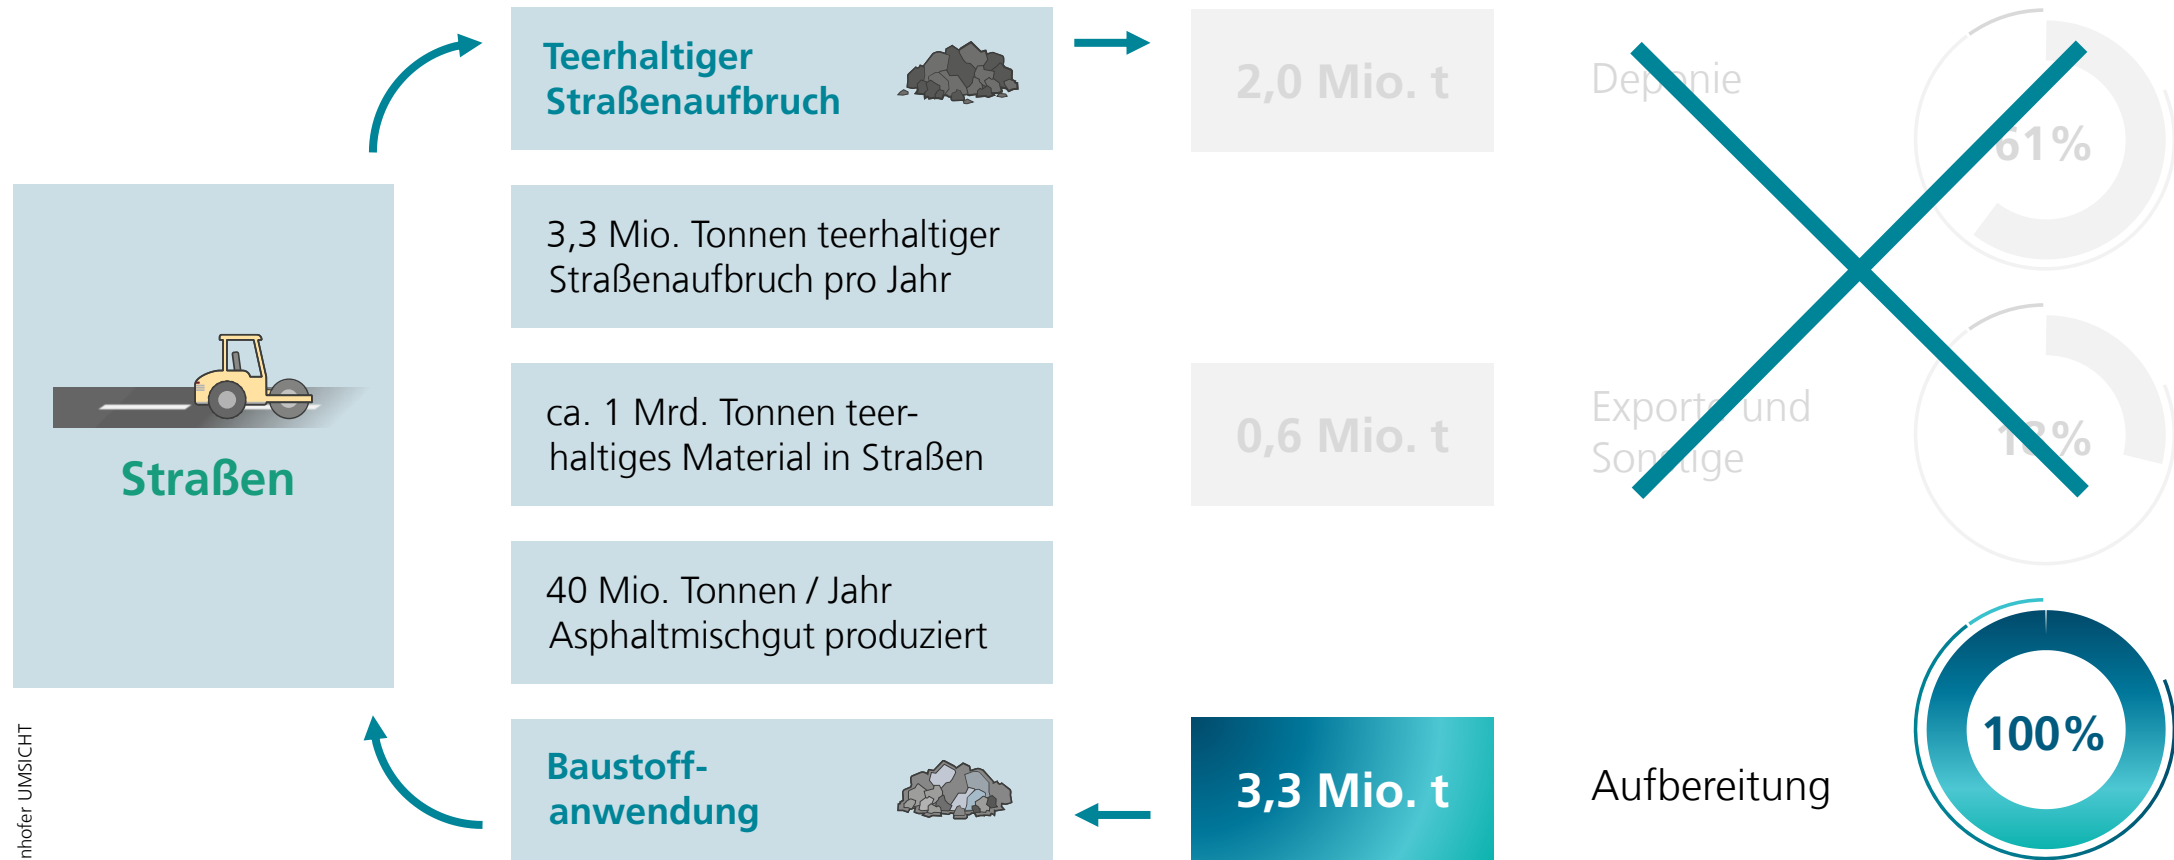 Teerhaltiger
Straßenaufbruch
3,3 Mio. Tonnen teerhaltiger
Straßenaufbruch pro Jahr
ca. 1 Mrd. Tonnen teer-
haltiges Material in Straßen
40 Mio. Tonnen / Jahr
Asphaltmischgut produziert
Baustoff-
anwendung
Straßen
2,0 Mio. t
Deponie
61%
0,6 Mio. t
Exporte und
Sonstige
18%
3,3 Mio. t
Aufbereitung
100%
nhofer UMSICHT